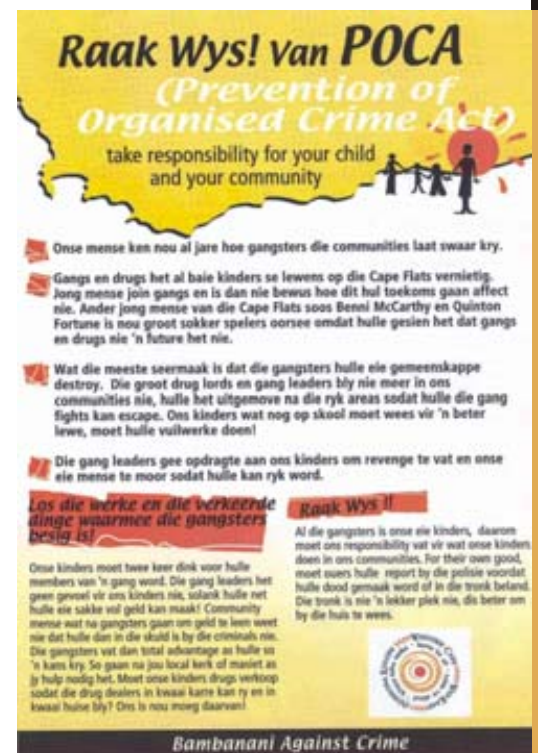 Raak Wys! Van POCA
(Prevention of
Organised Crime Act)
take responsibility for your child
and your community
Onse mense ken nou al jare hoe gangsters die communities laat swaar kry.
Gangs en drugs het al baie kinders se lewens op die Cape Flats vernietig.
Jong mense join gangs en is dan nie bewus hoe dit hul toekoms gaan affect
nie. Ander jong mense van die Cape Flats soos Benni McCarthy en Quinton
Fortune is nou groot sokker spelers oorsee omdat hulle gesien het dat gangs
en drugs nie 'n future het nie.
Wat die meeste seermaak is dat die gangsters hulle eie gemeenskappe
destroy. Die groot drug lords en gang leaders bly nie meer in ons
communities nie, hulle het uitgemove na die ryk areas sodat hulle die gang
fights kan escape. Ons kinders wat nog op skool moet wees vir 'n beter
lewe, moet hulle vuilwerke doen!
Die gang leaders gee opdragte aan ons kinders om revenge te vat en onse
eie mense te moor sodat hulle kan ryk word.
Los die werke en die verkeerde
dinge waarmee die gangsters
besig is!
Onse kinders moet twee keer dink voor hulle
members van 'n gang word. Die gang leaders het
geen gevoel vir ons kinders nie, solank hulle net
hulle eie sakke vol geld kan maak! Community
mense wat na gangsters gaan om geld te leen weet
nie dat hulle dan in die skuld is by die criminals nie.
Die gangsters vat dan total advantage as hulle so
'n kans kry. So gaan na jou local kerk of masiet as
jy hulp nodig het. Moet onse kinders drugs verkoop
sodat die drug dealers in kwaai karre kan ry en in
kwaai huise bly? Ons is nou moeg daarvan!
Raak Wys !!
Al die gangsters is onse eie kinders, daarom
moet ons responsibility vat vir wat onse kinders
doen in ons communities. For their own good,
moet ouers hulle report by die polisie voordat
hulle dood gemaak word of in die tronk beland.
Die tronk is nie 'n lekker plek nie, dis beter om
by die huis te wees.
Bambanani Against Crime